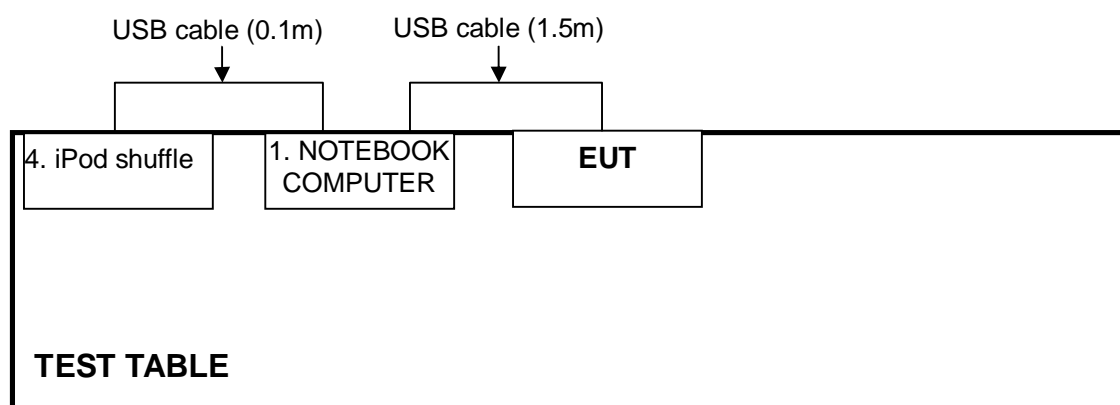 USB cable (0.1m)
USB cable (1.5m)
4. iPod shuffle
1. NOTEBOOK
COMPUTER
EUT
TEST TABLE